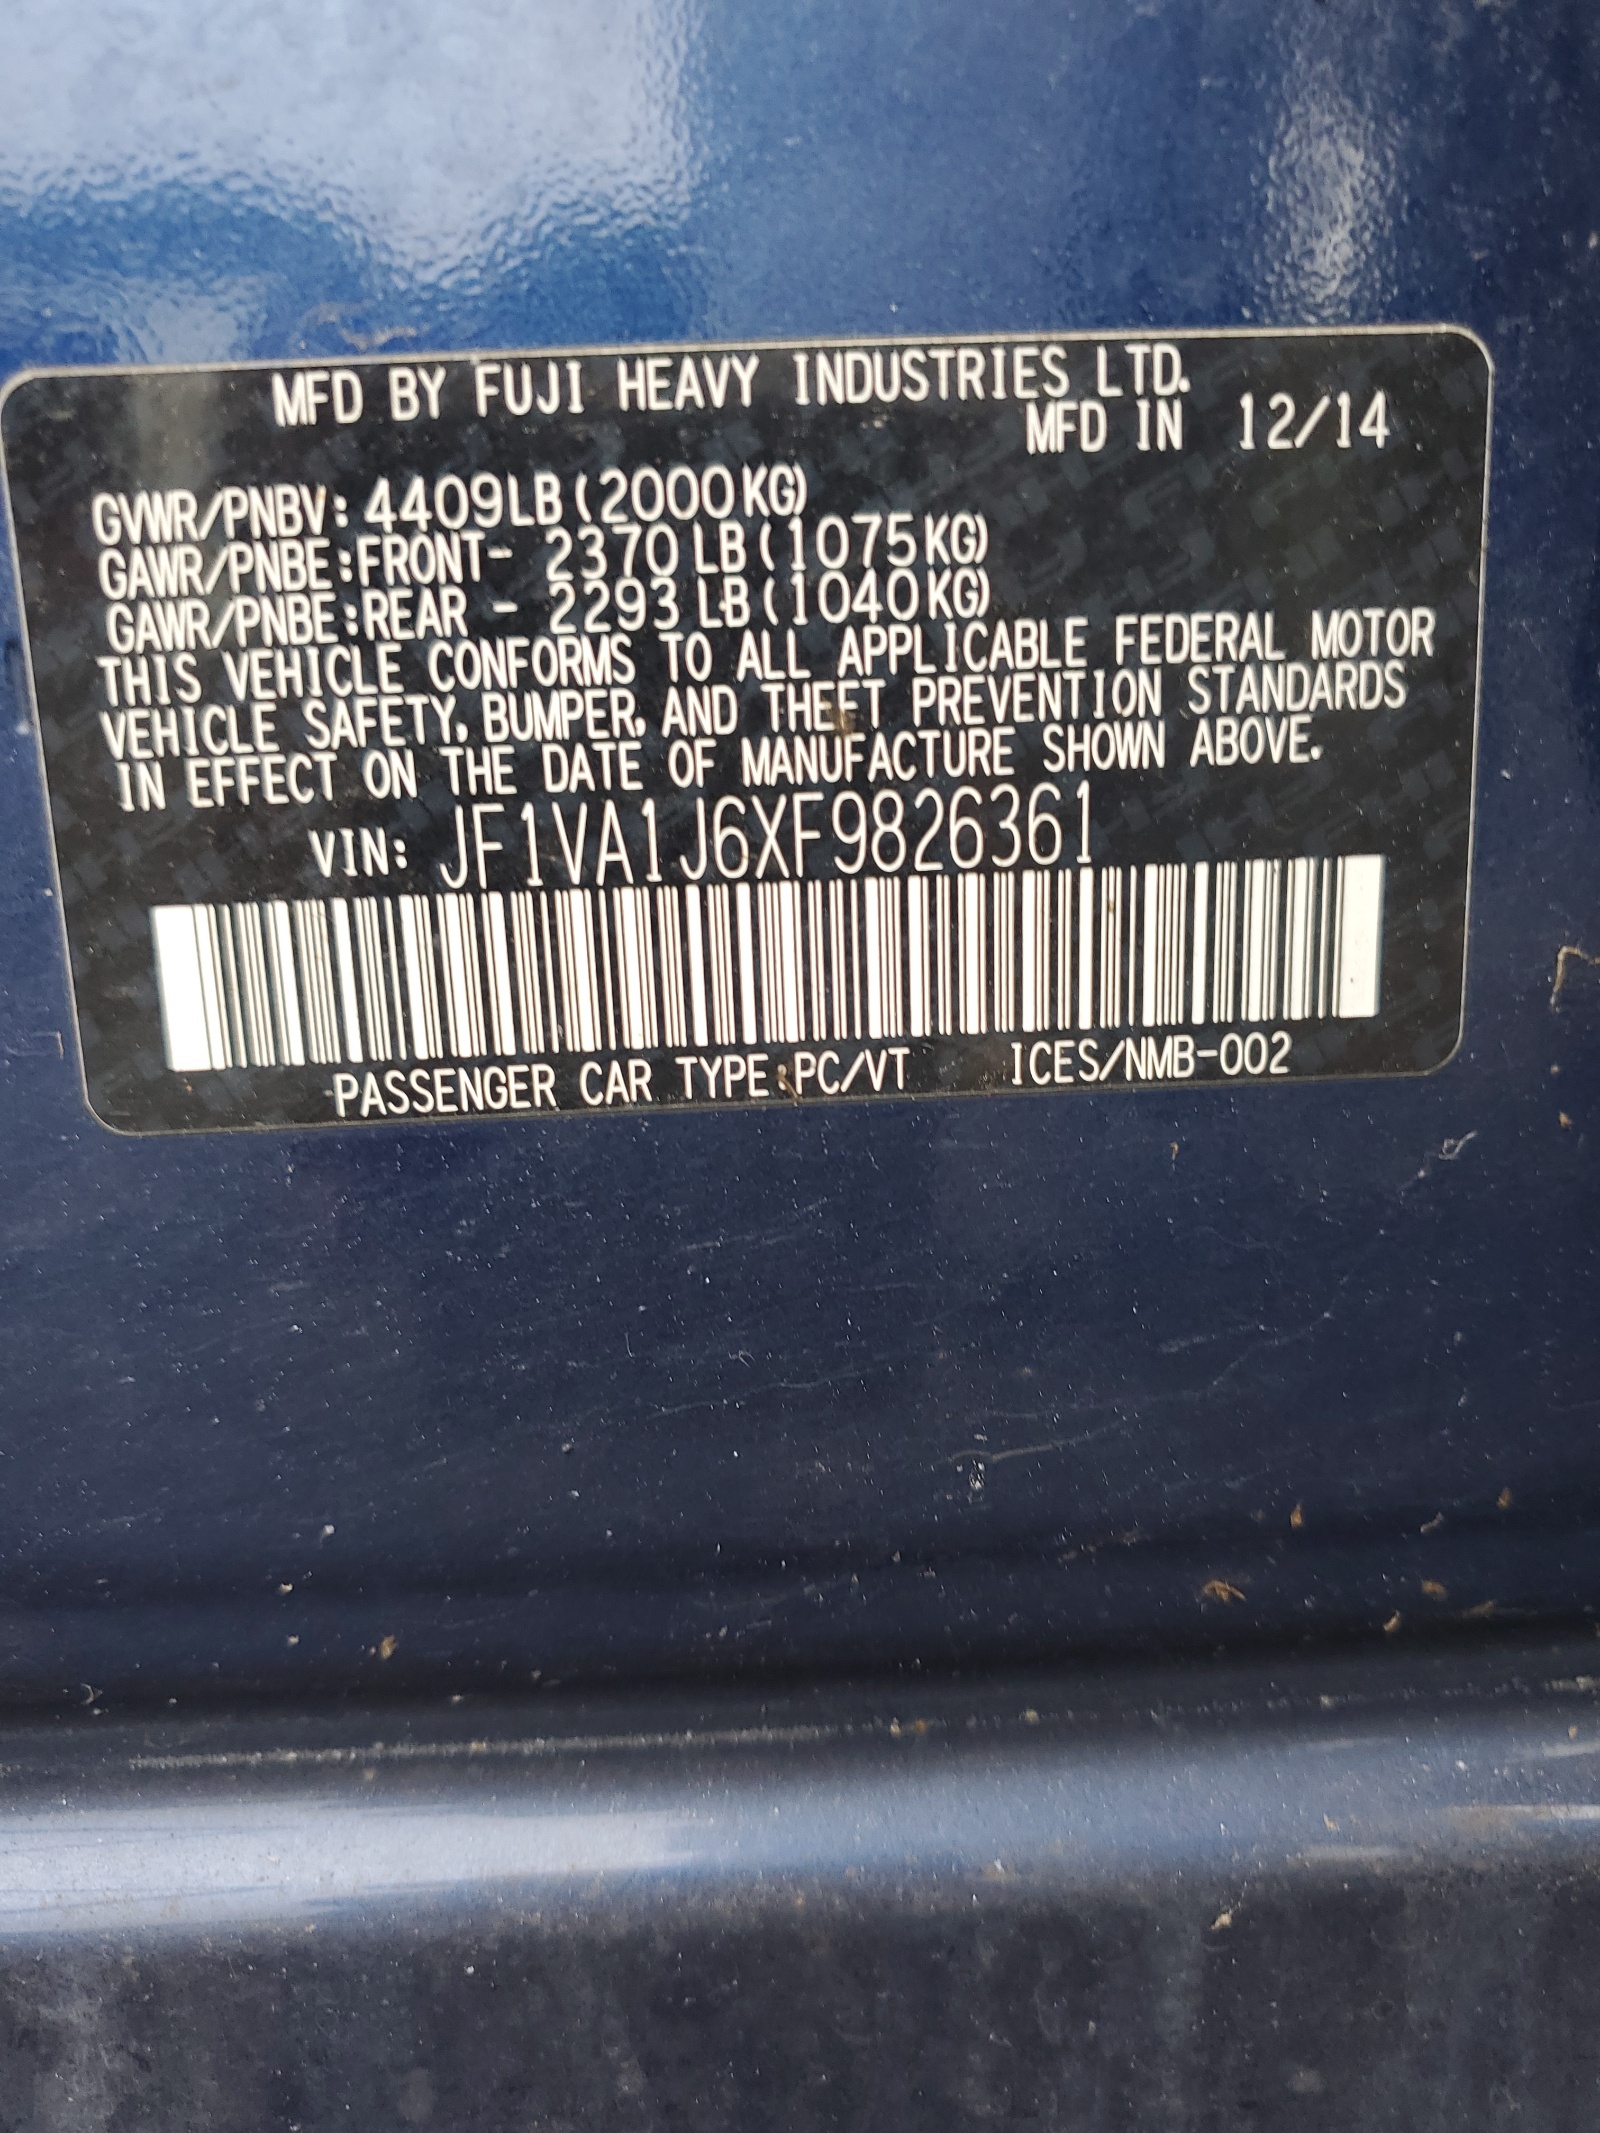 MFD BY FUJI HEAVY INDUSTRIES LTD.
MFD IN 12/14
GVWR/PNBV: 4409LB(2000KG)
GAWR/PNBE:FRONT- 2370LB(1075KG)
GAWR/PNBE:REAR - 2293LB(1040KG)
THIS VEHICLE CONFORMS TO ALL APPLICABLE FEDERAL MOTOR
VEHICLE SAFETY, BUMPER, AND THEFT PREVENTION STANDARDS
IN EFFECT ON THE DATE OF MANUFACTURE SHOWN ABOVE.
VIN: JF1VA1J6XF9826361
PASSENGER CAR TYPE:PC/VT ICES/NMB-002